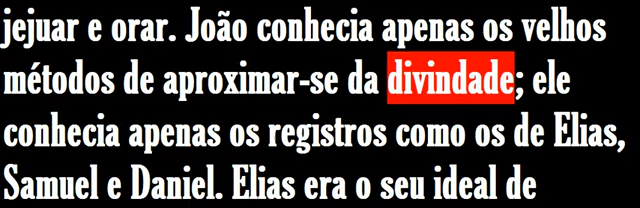 jejuar e orar. João conhecia apenas os velhos
métodos de aproximar-se da divindade; ele
conhecia apenas os registros como os de Elias,
Samuel e Daniel. Elias era o seu ideal de